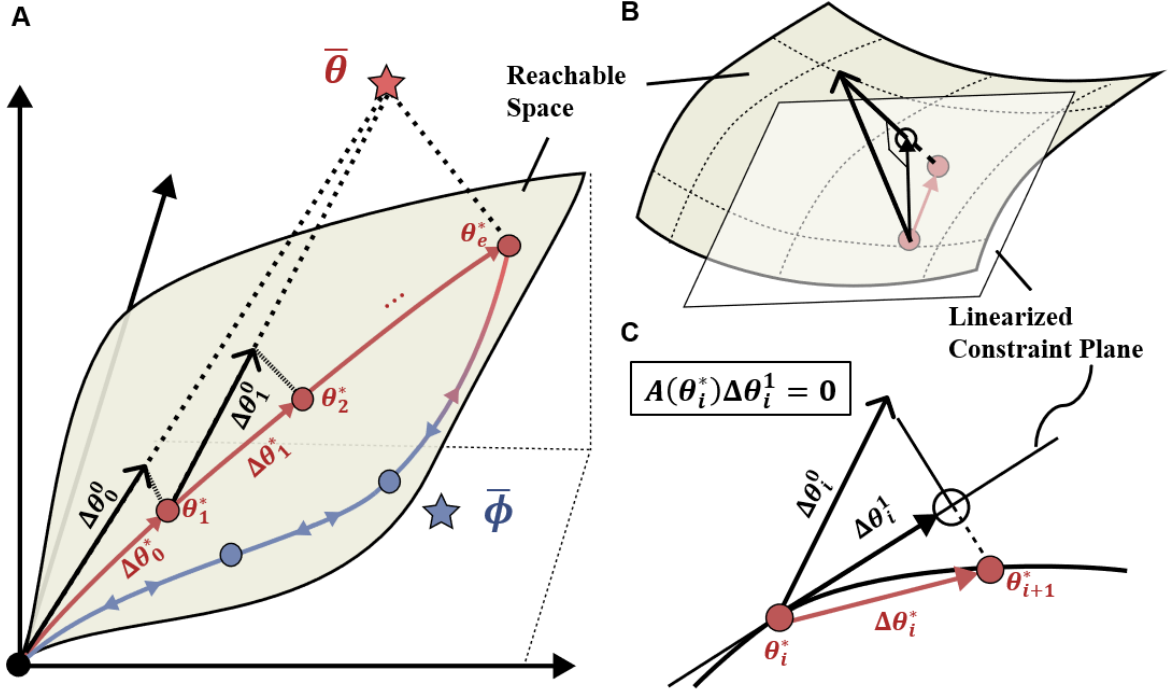 A
B
θ̅
Reachable
Space
θ*ₑ
...
Δθ⁰₁
θ*₂
Δθ*₁
Δθ⁰₀
θ*₁
Δθ*₀
ϕ̅
Linearized
Constraint Plane
C
A(θ*ᵢ)Δθ¹ᵢ = 0
Δθ⁰ᵢ
Δθ¹ᵢ
θ*ᵢ₊₁
Δθ*ᵢ
θ*ᵢ